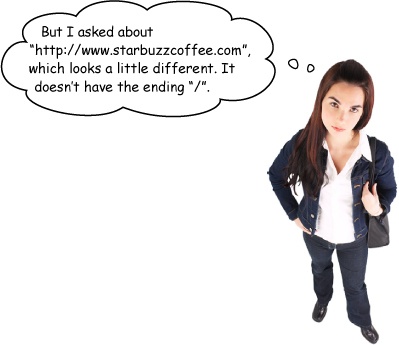 But I asked about
“http://www.starbuzzcoffee.com”,
which looks a little different. It
doesn’t have the ending “/”.